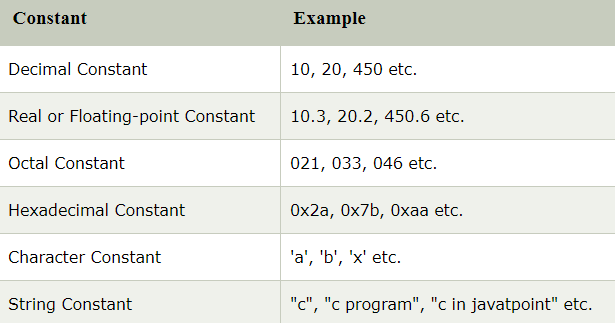 Constant Example
Decimal Constant 10, 20, 450 etc.
Real or Floating-point Constant 10.3, 20.2, 450.6 etc.
Octal Constant 021, 033, 046 etc.
Hexadecimal Constant 0x2a, 0x7b, 0xaa etc.
Character Constant 'a', 'b', 'x' etc.
String Constant "c", "c program", "c in javatpoint" etc.